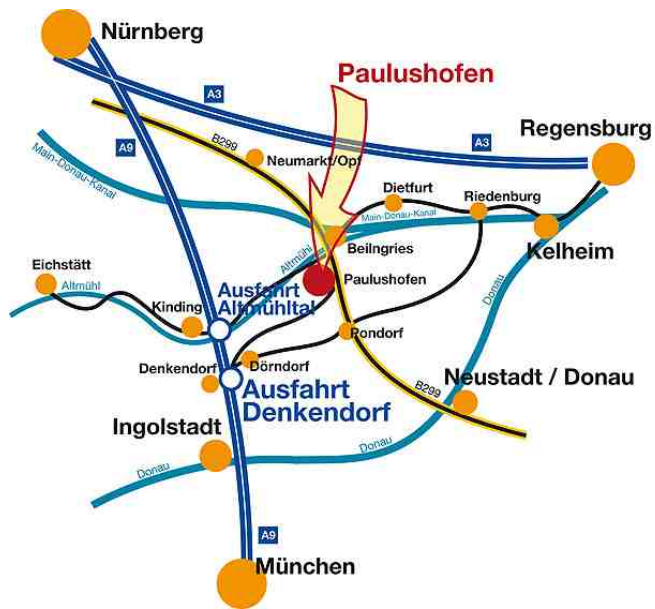 Nürnberg
Paulushofen
A3
A9
B299
Main-Donau-Kanal
Neumarkt/Opf
A3
Regensburg
Dietfurt
Riedenburg
Main-Donau-Kanal
Beilngries
Kelheim
Altmühl
Eichstätt
Altmühl
Paulushofen
Donau
Kinding
Ausfahrt
Altmühltal
Pondorf
Denkendorf
Dörndorf
Ausfahrt
Denkendorf
B299
Neustadt / Donau
Ingolstadt
Donau
Donau
A9
München